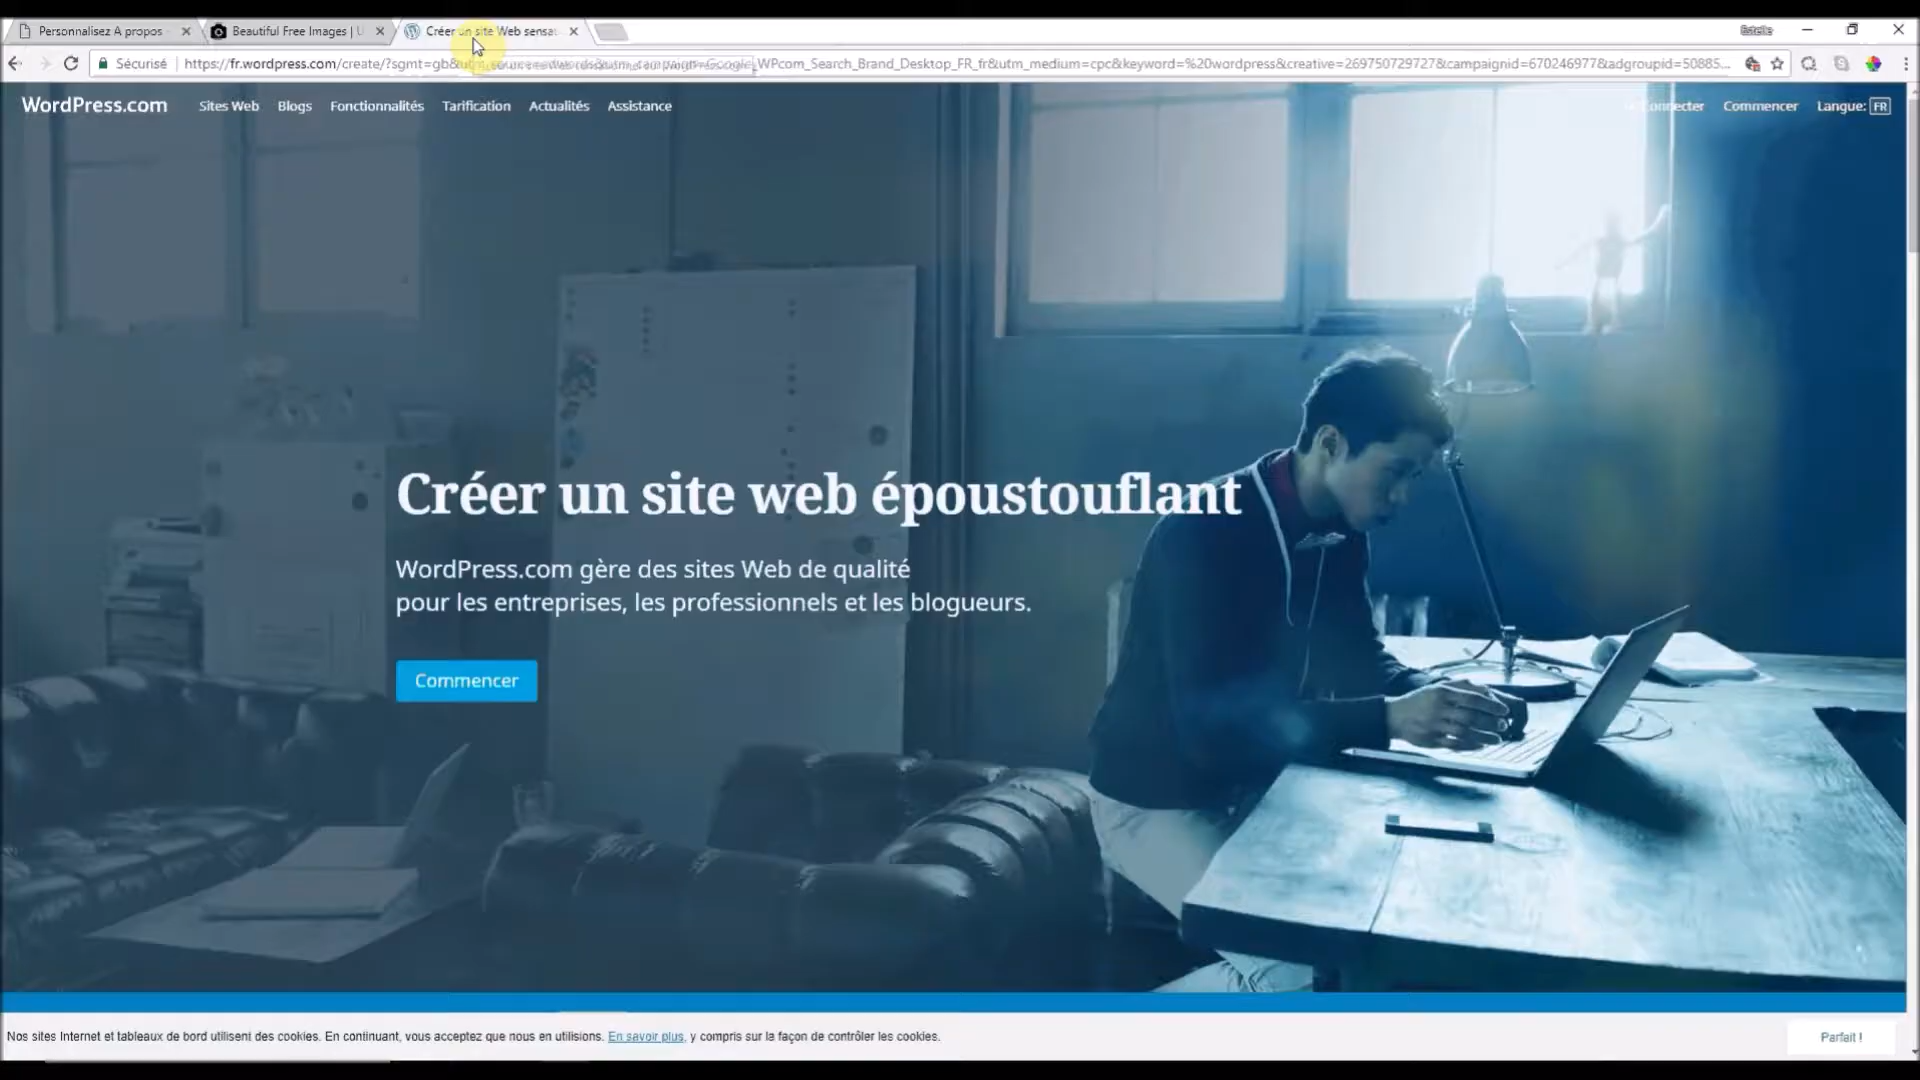 Personnalisez A propos
Beautiful Free Images | U
Créer un site Web sensat
Estelle
Sécurisé
https://fr.wordpress.com/create/?sgmt=gb&utm_
_WPcom_Search_Brand_Desktop_FR_fr&utm_medium=cpc&keyword=%20wordpress&creative=269750729727&campaignid=670246977&adgroupid=50885...
WordPress.com
Sites Web
Blogs
Fonctionnalités
Tarification
Actualités
Assistance
Commencer
Langue: FR
Créer un site web époustouflant
WordPress.com gère des sites Web de qualité
pour les entreprises, les professionnels et les blogueurs.
Commencer
Nos sites Internet et tableaux de bord utilisent des cookies. En continuant, vous acceptez que nous en utilisions. En savoir plus, y compris sur la façon de contrôler les cookies.
Parfait !